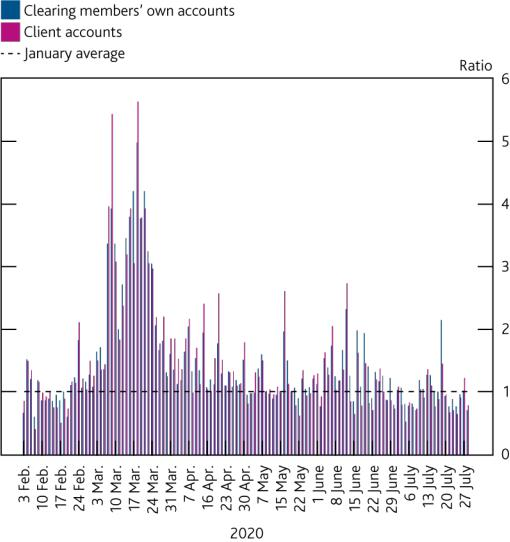 Clearing members’ own accounts
Client accounts
January average
Ratio
6
5
4
3
2
1
0
3 Feb.
10 Feb.
17 Feb.
24 Feb.
3 Mar.
10 Mar.
17 Mar.
24 Mar.
31 Mar.
7 Apr.
16 Apr.
23 Apr.
30 Apr.
7 May
15 May
22 May
1 June
8 June
15 June
22 June
29 June
6 July
13 July
20 July
27 July
2020